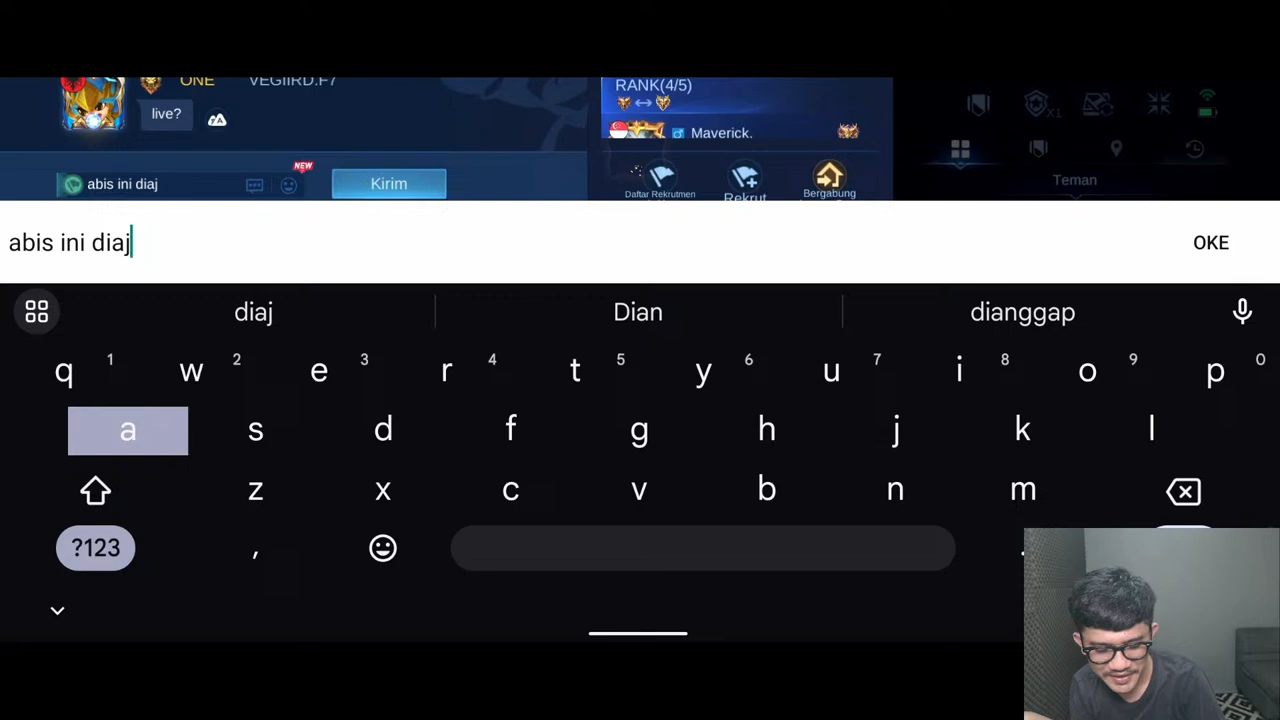 ONE VEGIIRD.F7
live?
NEW
abis ini diaj
Kirim
RANK(4/5)
Maverick.
Daftar Rekrutmen
Rekrut
Bergabung
X1
Teman
abis ini diaj
OKE
diaj Dian dianggap
q 1 w 2 e 3 r 4 t 5 y 6 u 7 i 8 o 9 p 0
a s d f g h j k l
z x c v b n m
?123 , .